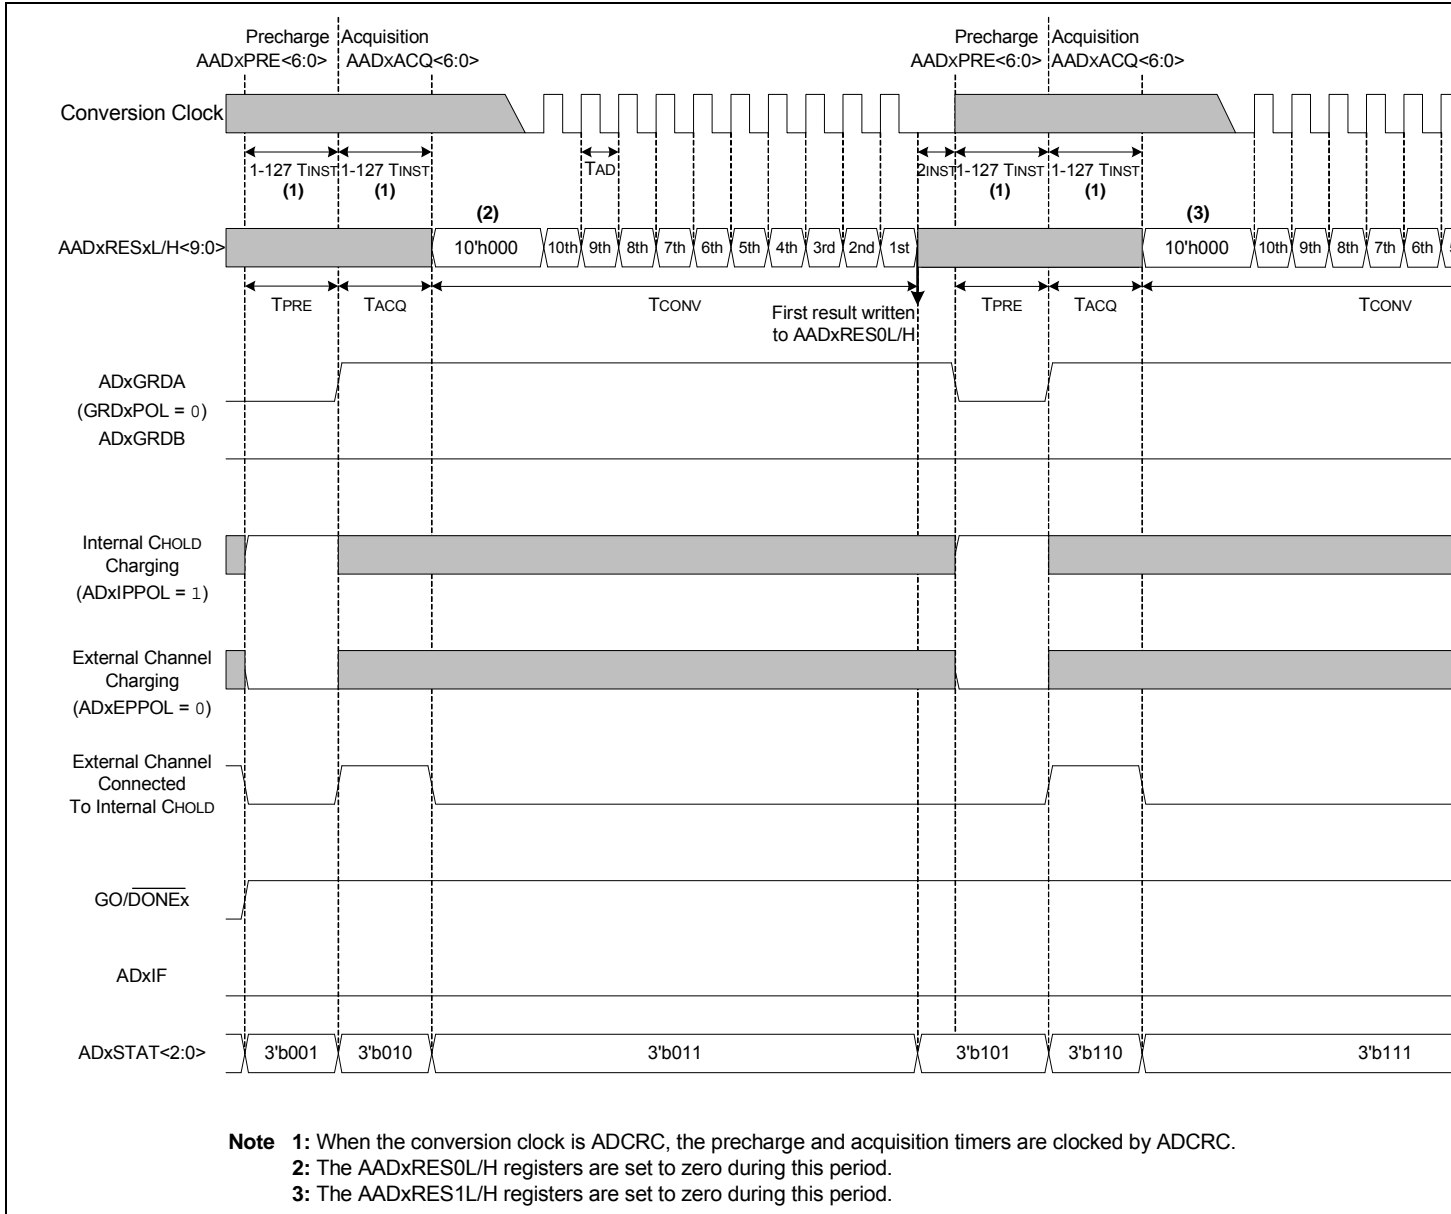 Precharge Acquisition Precharge Acquisition
AADxPRE<6:0> AADxACQ<6:0> AADxPRE<6:0> AADxACQ<6:0>
Conversion Clock
1-127 TINST 1-127 TINST TAD 2INST 1-127 TINST 1-127 TINST
(1) (1) (1) (1)
(2) (3)
AADxRESxL/H<9:0> 10'h000 10th 9th 8th 7th 6th 5th 4th 3rd 2nd 1st 10'h000 10th 9th 8th 7th 6th
TPRE TACQ TCONV First result written TPRE TACQ TCONV
to AADxRES0L/H
ADxGRDA
(GRDxPOL = 0)
ADxGRDB
Internal CHOLD
Charging
(ADxIPPOL = 1)
External Channel
Charging
(ADxEPPOL = 0)
External Channel
Connected
To Internal CHOLD
GO/DONEx
ADxIF
ADxSTAT<2:0> 3'b001 3'b010 3'b011 3'b101 3'b110 3'b111
Note 1: When the conversion clock is ADCRC, the precharge and acquisition timers are clocked by ADCRC.
2: The AADxRES0L/H registers are set to zero during this period.
3: The AADxRES1L/H registers are set to zero during this period.